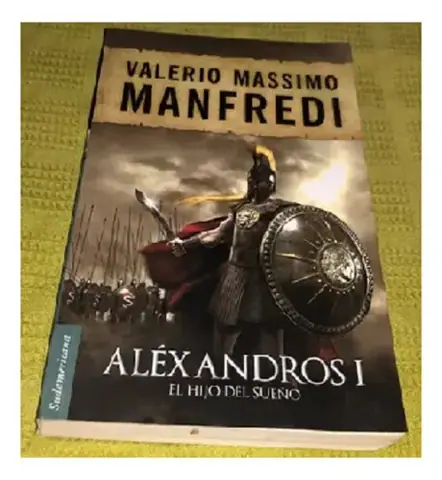 VALERIO MASSIMO
MANFREDI
ALÉXANDROS I
EL HIJO DEL SUEÑO
Sudamericana